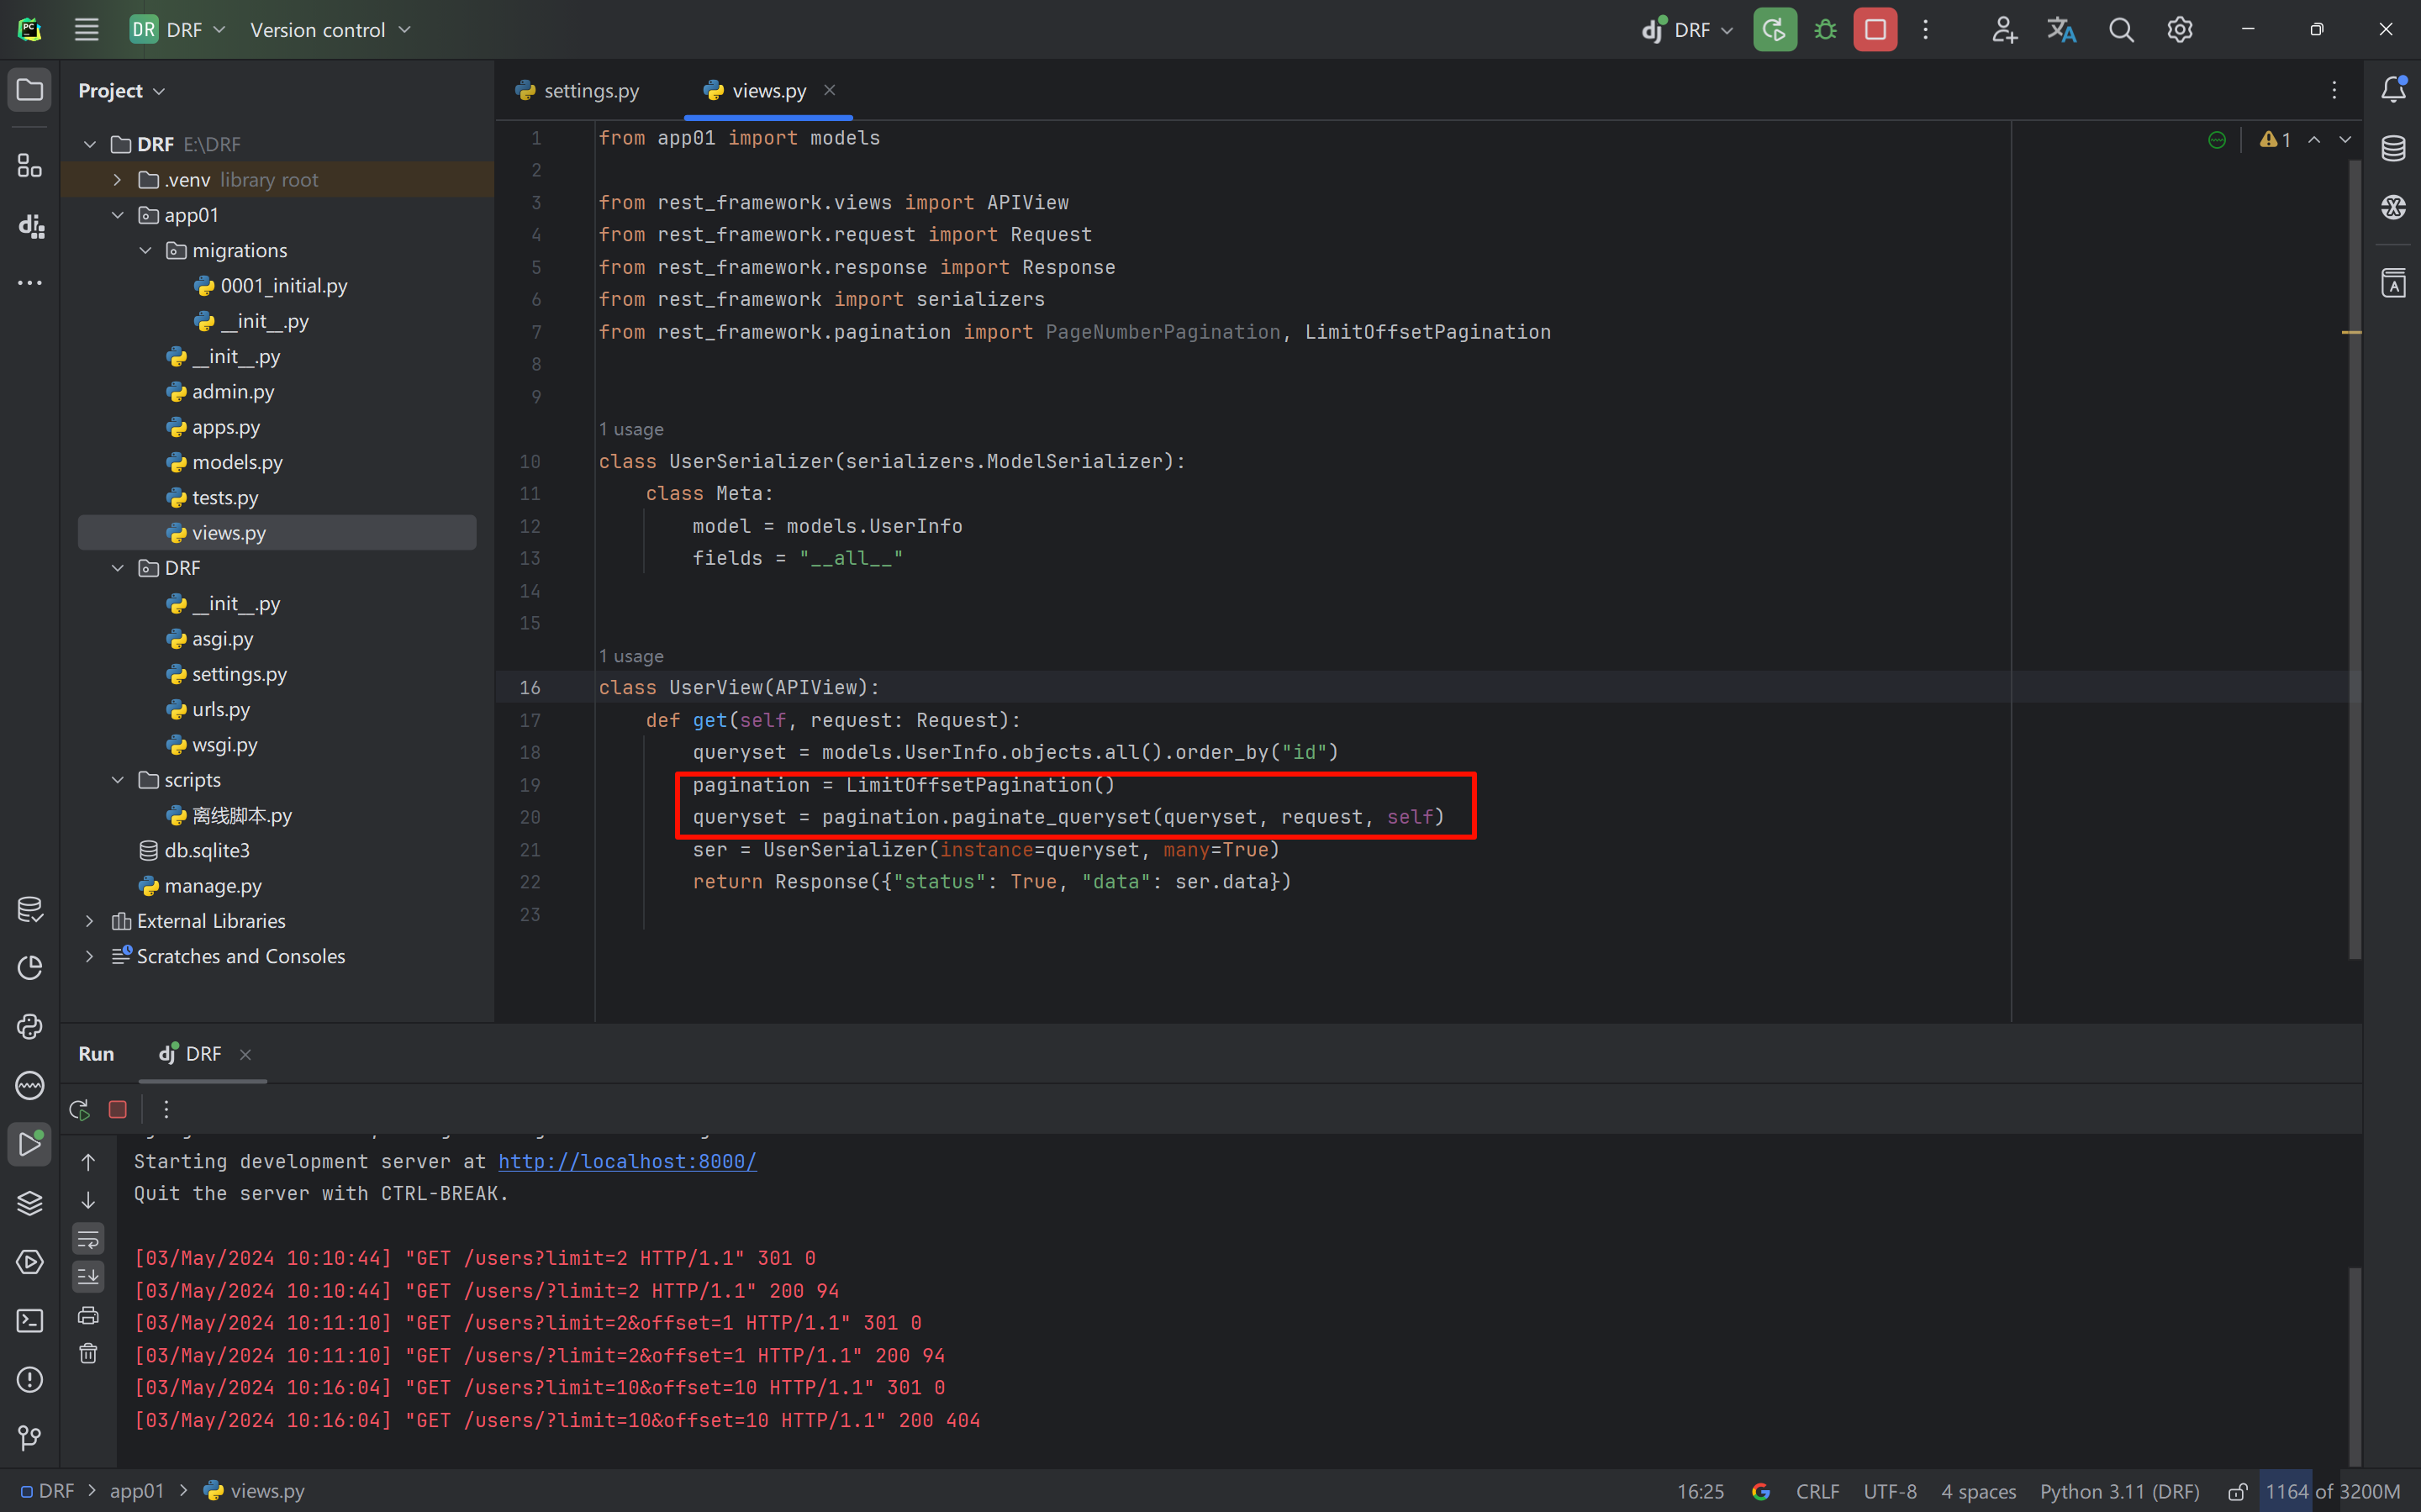 DR DRF Version control
dj DRF
Project
settings.py views.py
DRF E:\DRF
.venv library root
app01
migrations
0001_initial.py
__init__.py
__init__.py
admin.py
apps.py
models.py
tests.py
views.py
DRF
__init__.py
asgi.py
settings.py
urls.py
wsgi.py
scripts
离线脚本.py
db.sqlite3
manage.py
External Libraries
Scratches and Consoles
1
1 from app01 import models
2
3 from rest_framework.views import APIView
4 from rest_framework.request import Request
5 from rest_framework.response import Response
6 from rest_framework import serializers
7 from rest_framework.pagination import PageNumberPagination, LimitOffsetPagination
8
9
1 usage
10 class UserSerializer(serializers.ModelSerializer):
11 class Meta:
12 model = models.UserInfo
13 fields = "__all__"
14
15
1 usage
16 class UserView(APIView):
17 def get(self, request: Request):
18 queryset = models.UserInfo.objects.all().order_by("id")
19 pagination = LimitOffsetPagination()
20 queryset = pagination.paginate_queryset(queryset, request, self)
21 ser = UserSerializer(instance=queryset, many=True)
22 return Response({"status": True, "data": ser.data})
23
Run dj DRF
Starting development server at http://localhost:8000/
Quit the server with CTRL-BREAK.
[03/May/2024 10:10:44] "GET /users?limit=2 HTTP/1.1" 301 0
[03/May/2024 10:10:44] "GET /users/?limit=2 HTTP/1.1" 200 94
[03/May/2024 10:11:10] "GET /users?limit=2&offset=1 HTTP/1.1" 301 0
[03/May/2024 10:11:10] "GET /users/?limit=2&offset=1 HTTP/1.1" 200 94
[03/May/2024 10:16:04] "GET /users?limit=10&offset=10 HTTP/1.1" 301 0
[03/May/2024 10:16:04] "GET /users/?limit=10&offset=10 HTTP/1.1" 200 404
DRF > app01 > views.py
16:25 CRLF UTF-8 4 spaces Python 3.11 (DRF) 1164 of 3200M